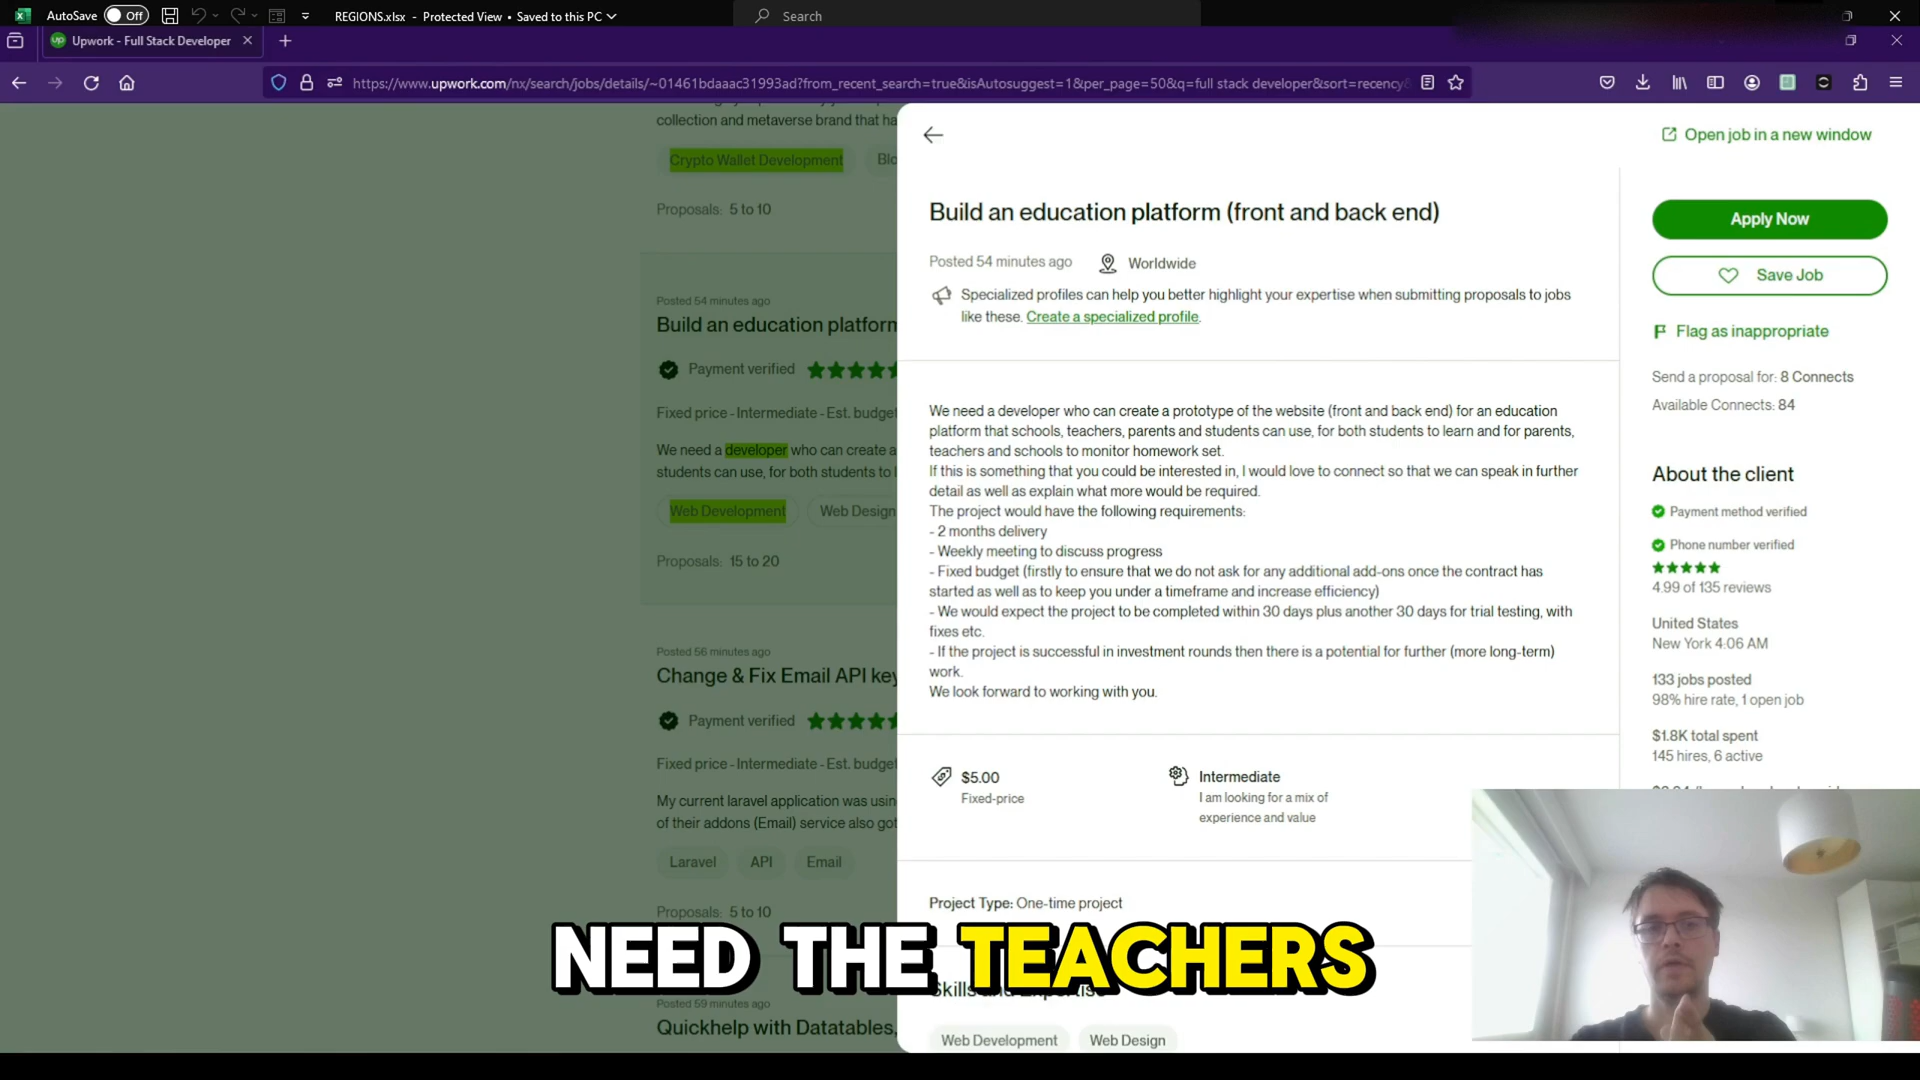 AutoSave Off REGIONS.xlsx - Protected View • Saved to this PC Search
Upwork - Full Stack Developer
https://www.upwork.com/nx/search/jobs/details/~01461bdaaac31993ad?from_recent_search=true&isAutosuggest=1&per_page=50&q=full stack developer&sort=recency&
collection and metaverse brand that ha
Crypto Wallet Development Blo
Proposals: 5 to 10
Posted 54 minutes ago
Build an education platform
Payment verified
Fixed price - Intermediate - Est. budget
We need a developer who can create a
students can use, for both students to l
Web Development Web Design
Proposals: 15 to 20
Posted 56 minutes ago
Change & Fix Email API key
Payment verified
Fixed price - Intermediate - Est. budget
My current laravel application was usin
of their addons (Email) service also got
Laravel API Email
Proposals: 5 to 10
Posted 59 minutes ago
Quickhelp with Datatables,
Open job in a new window
Build an education platform (front and back end)
Posted 54 minutes ago Worldwide
Specialized profiles can help you better highlight your expertise when submitting proposals to jobs
like these. Create a specialized profile.
We need a developer who can create a prototype of the website (front and back end) for an education
platform that schools, teachers, parents and students can use, for both students to learn and for parents,
teachers and schools to monitor homework set.
If this is something that you could be interested in, I would love to connect so that we can speak in further
detail as well as explain what more would be required.
The project would have the following requirements:
- 2 months delivery
- Weekly meeting to discuss progress
- Fixed budget (firstly to ensure that we do not ask for any additional add-ons once the contract has
started as well as to keep you under a timeframe and increase efficiency)
- We would expect the project to be completed within 30 days plus another 30 days for trial testing, with
fixes etc.
- If the project is successful in investment rounds then there is a potential for further (more long-term)
work.
We look forward to working with you.
$5.00
Fixed-price
Intermediate
I am looking for a mix of
experience and value
Project Type: One-time project
NEED THE TEACHERS
Skills and Expertise
Web Development Web Design
Apply Now
Save Job
Flag as inappropriate
Send a proposal for: 8 Connects
Available Connects: 84
About the client
Payment method verified
Phone number verified
4.99 of 135 reviews
United States
New York 4:06 AM
133 jobs posted
98% hire rate, 1 open job
$1.8K total spent
145 hires, 6 active